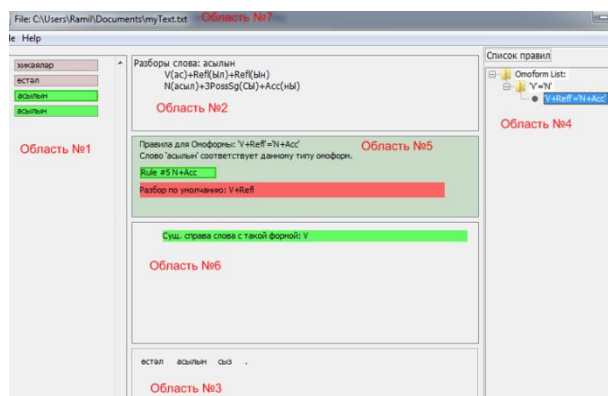 File: C:\Users\Ramil\Documents\myText.txt Область №7
le Help
хикаялар
өстәл
асылын
асылын
Область №1
Разборы слова: асылын
V(ас)+Refl(Ыл)+Refl(Ын)
N(асыл)+3PossSg(СЫ)+Acc(нЫ)
Область №2
Правила для Омоформы: 'V+Refl'='N+Acc' Область №5
Слово 'асылын' соответствует данному типу омоформ.
Rule #5 N+Acc
Разбор по умолчанию: V+Refl
Сущ. справа слова с такой формой: V
Область №6
өстәл асылын сыз .
Область №3
Список правил
Omoform List:
'V'='N'
'V+Refl'='N+Acc'
Область №4